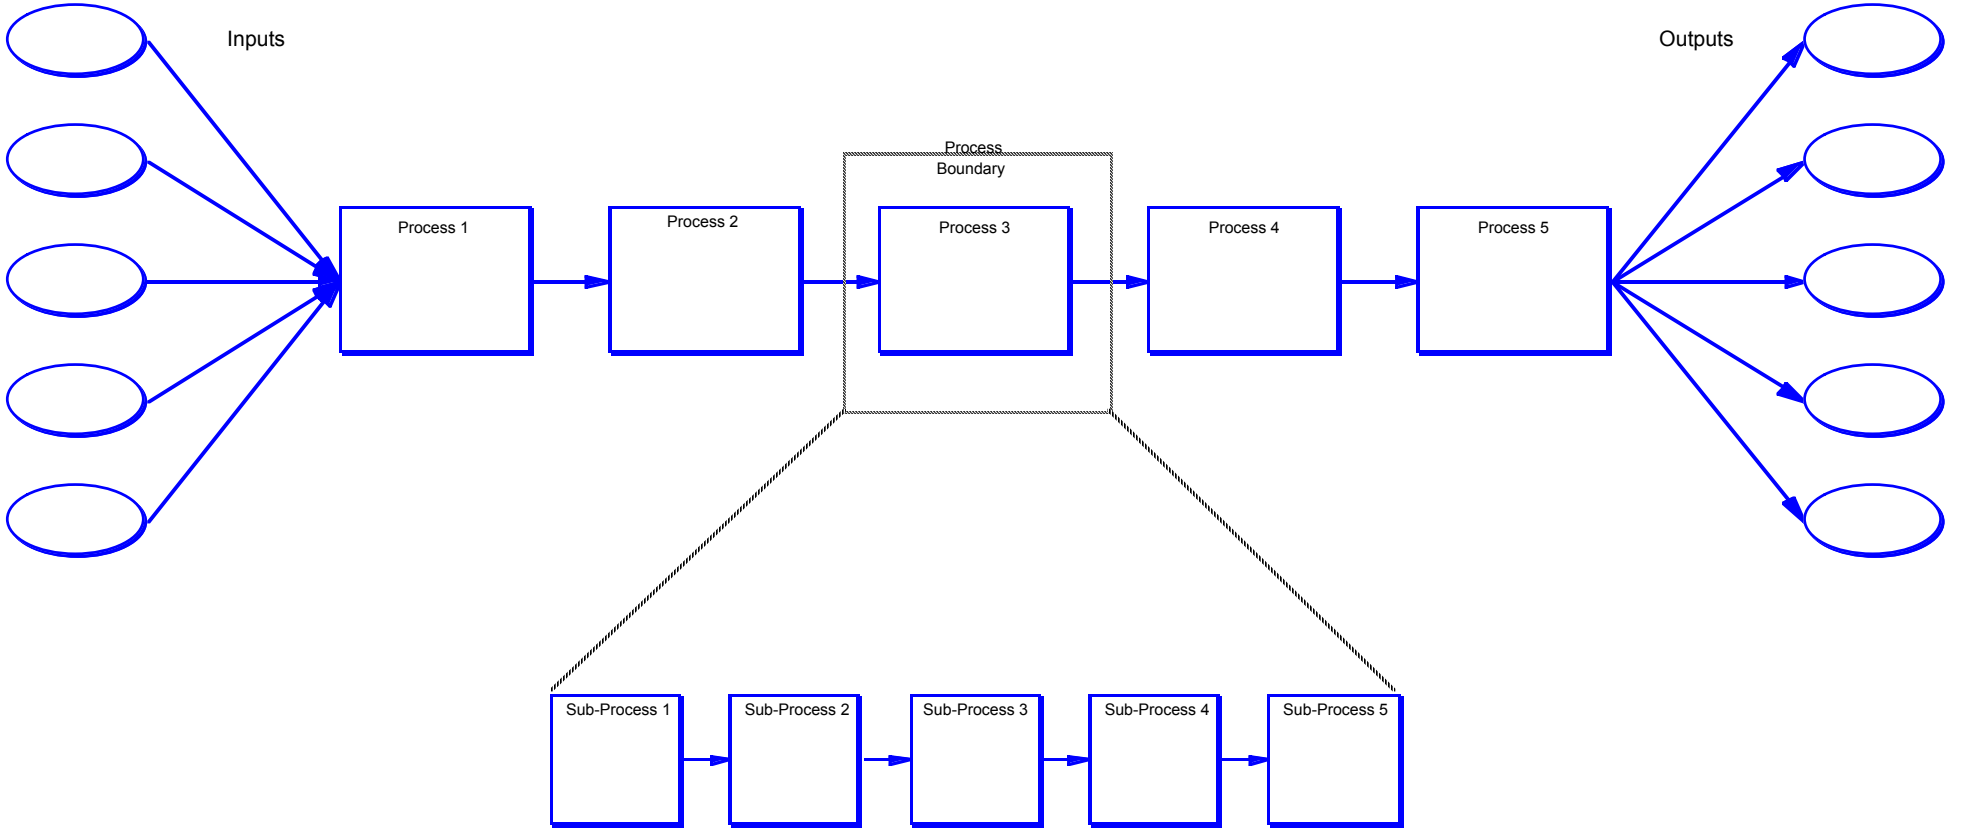 Inputs
Outputs
Process
Boundary
Process 1
Process 2
Process 3
Process 4
Process 5
Sub-Process 1
Sub-Process 2
Sub-Process 3
Sub-Process 4
Sub-Process 5